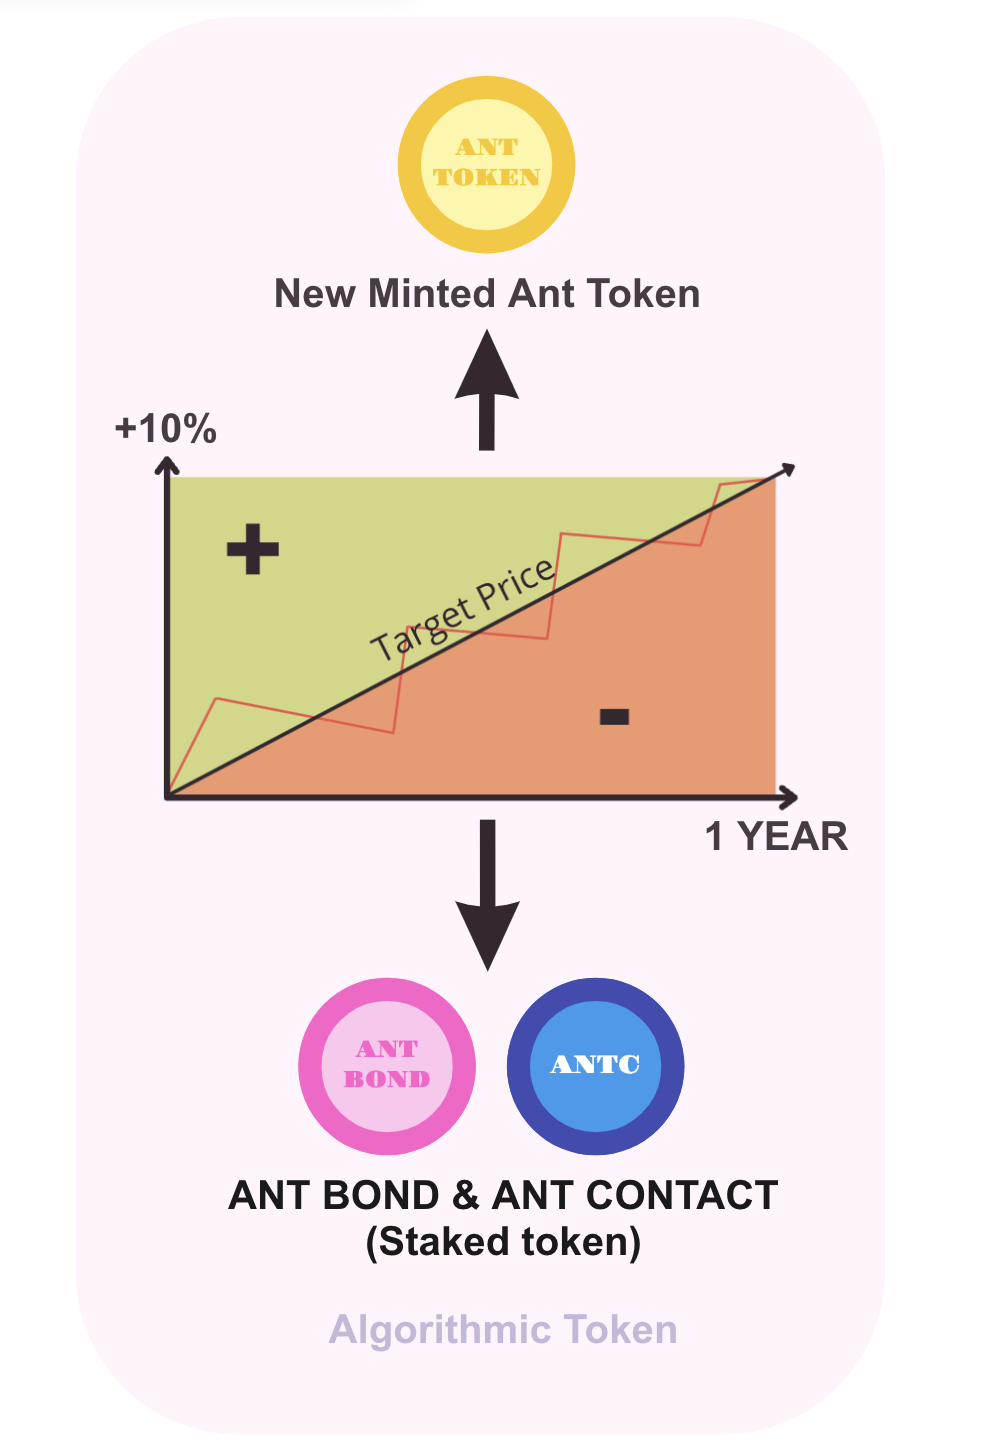 ANT
TOKEN
New Minted Ant Token
+10%
+
Target Price
-
1 YEAR
ANT
BOND
ANTC
ANT BOND & ANT CONTACT
(Staked token)
Algorithmic Token